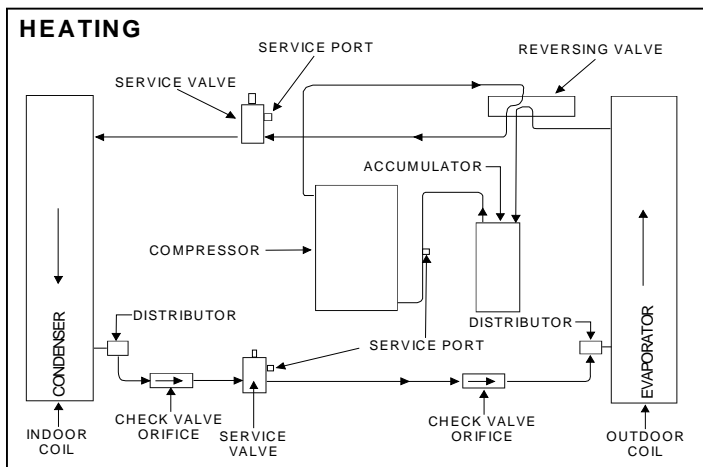 HEATING
SERVICE PORT
REVERSING VALVE
SERVICE VALVE
ACCUMULATOR
COMPRESSOR
DISTRIBUTOR
DISTRIBUTOR
SERVICE PORT
CONDENSER
EVAPORATOR
INDOOR
COIL
CHECK VALVE
ORIFICE
SERVICE
VALVE
CHECK VALVE
ORIFICE
OUTDOOR
COIL